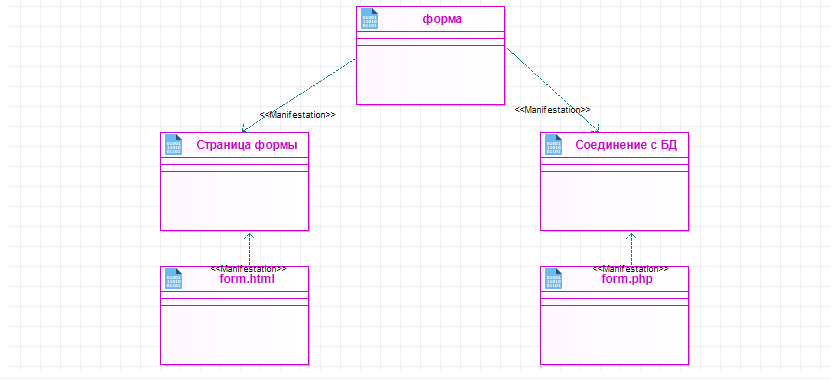 форма
<<Manifestation>>
<<Manifestation>>
Страница формы
Соединение с БД
<<Manifestation>>
<<Manifestation>>
form.html
form.php